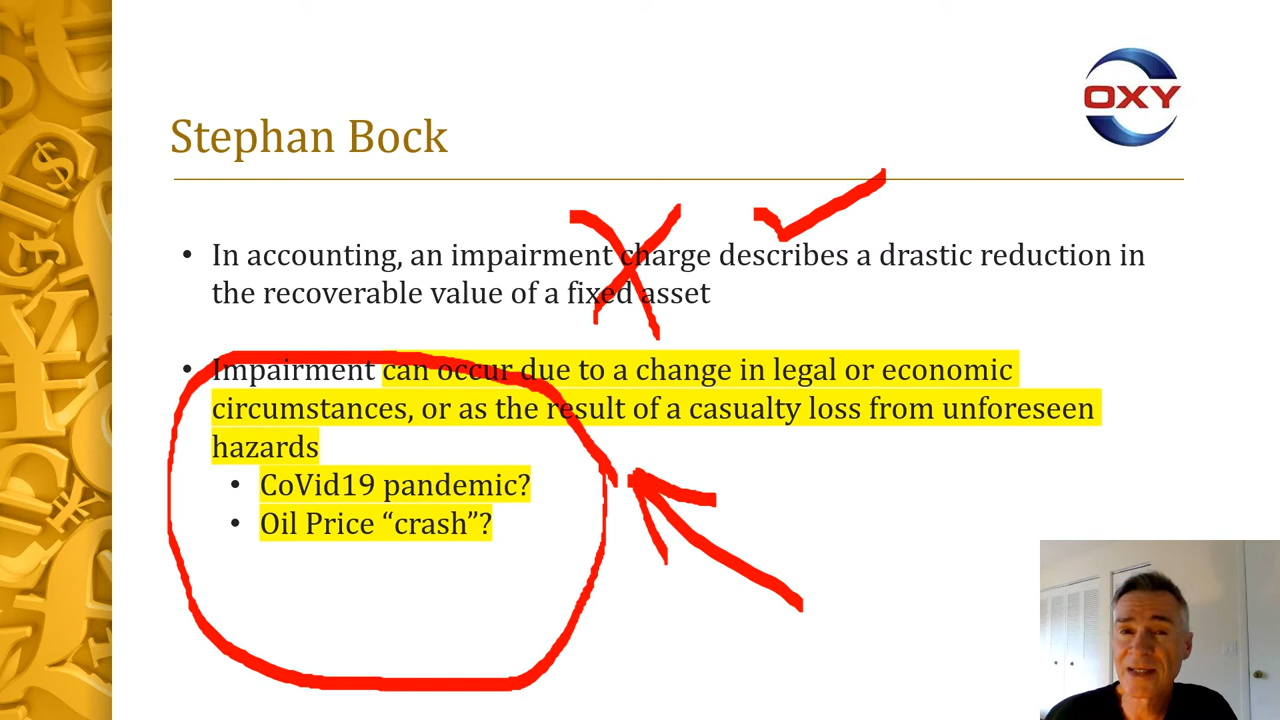 OXY
Stephan Bock
• In accounting, an impairment charge describes a drastic reduction in
the recoverable value of a fixed asset
• Impairment can occur due to a change in legal or economic
circumstances, or as the result of a casualty loss from unforeseen
hazards
• CoVid19 pandemic?
• Oil Price “crash”?